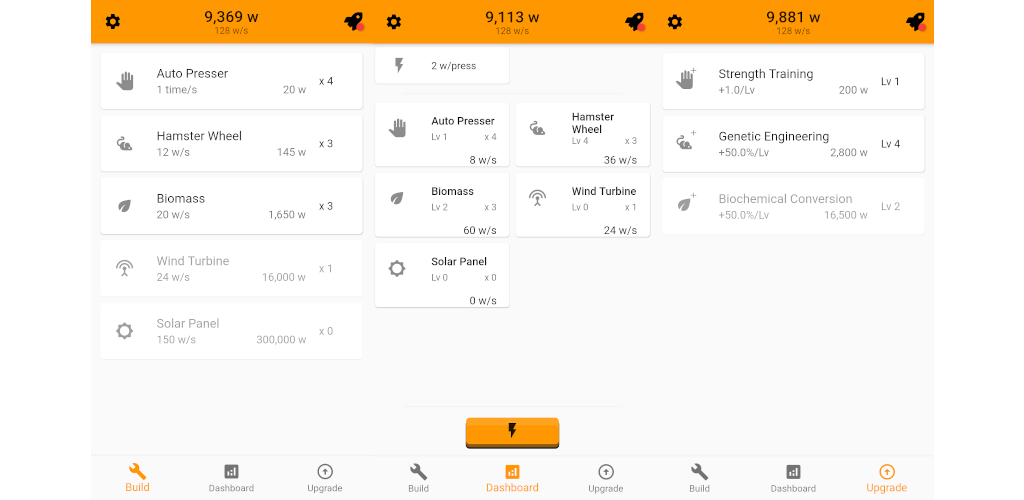 9,369 w
128 w/s
Auto Presser
1 time/s 20 w x 4
Hamster Wheel
12 w/s 145 w x 3
Biomass
20 w/s 1,650 w x 3
Wind Turbine
24 w/s 16,000 w x 1
Solar Panel
150 w/s 300,000 w x 0
Build Dashboard Upgrade
9,113 w
128 w/s
2 w/press
Auto Presser
Lv 1 x 4
8 w/s
Hamster
Wheel
Lv 4 x 3
36 w/s
Biomass
Lv 2 x 3
60 w/s
Wind Turbine
Lv 0 x 1
24 w/s
Solar Panel
Lv 0 x 0
0 w/s
Build Dashboard Upgrade
9,881 w
128 w/s
Strength Training
+1.0/Lv 200 w Lv 1
Genetic Engineering
+50.0%/Lv 2,800 w Lv 4
Biochemical Conversion
+50.0%/Lv 16,500 w Lv 2
Build Dashboard Upgrade